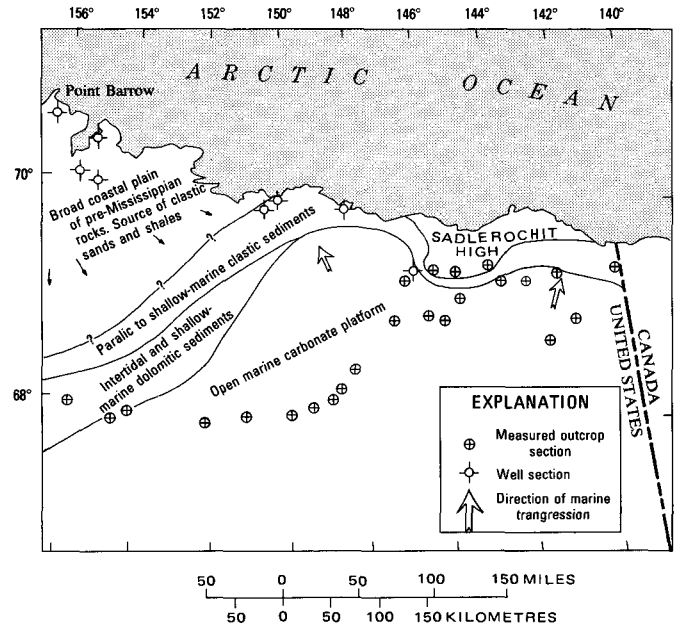 156° 154° 152° 150° 148° 146° 144° 142° 140°
ARCTIC OCEAN
Point Barrow
70°
Broad coastal plain
of pre-Mississippian
rocks. Source of clastic
sands and shales
SADLEROCHIT
HIGH
?
?
?
Paralic to shallow-marine clastic sediments
Intertidal and shallow-
marine dolomitic sediments
Open marine carbonate platform
68°
CANADA
UNITED STATES
EXPLANATION
Measured outcrop
section
Well section
Direction of marine
trangression
50 0 50 100 150 MILES
50 0 50 100 150 KILOMETRES